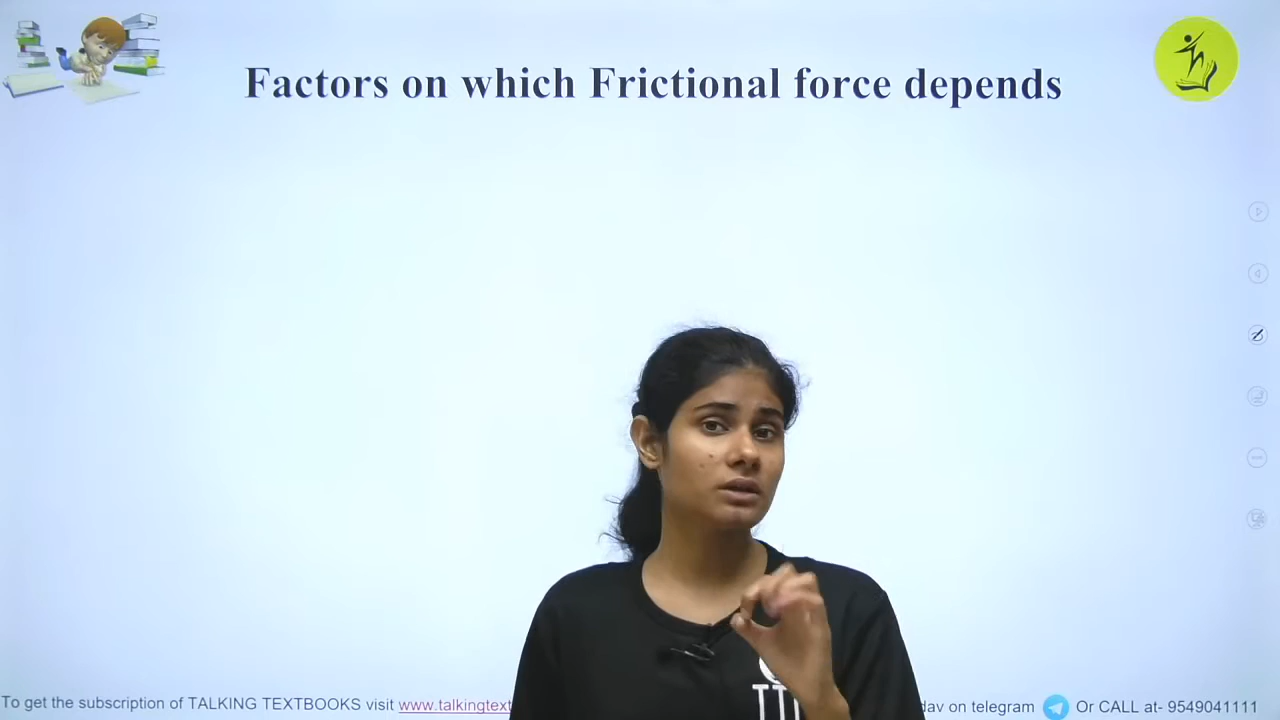 Factors on which Frictional force depends
To get the subscription of TALKING TEXTBOOKS visit www.talkingtext
on telegram Or CALL at- 9549041111